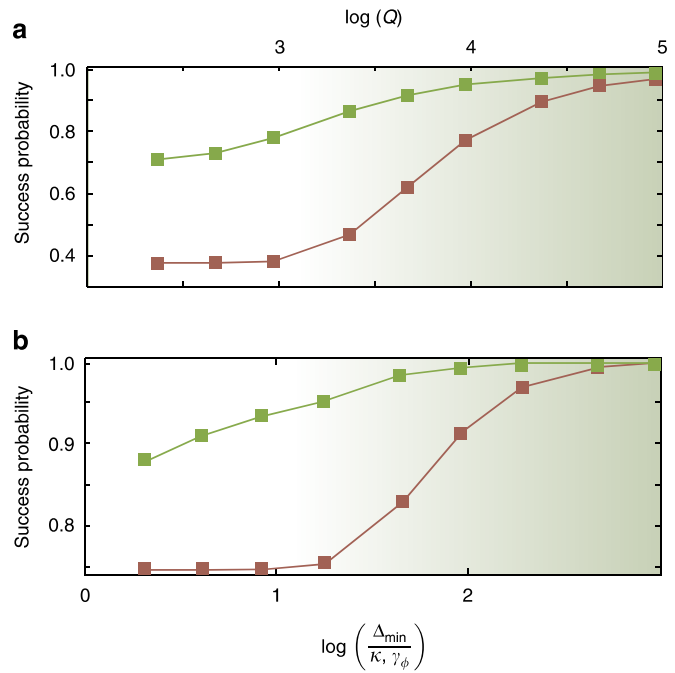 a
log (Q)
3 4 5
Success probability
1.0
0.8
0.6
0.4
b
Success probability
1.0
0.9
0.8
0 1 2
log (Δmin / κ, γϕ)